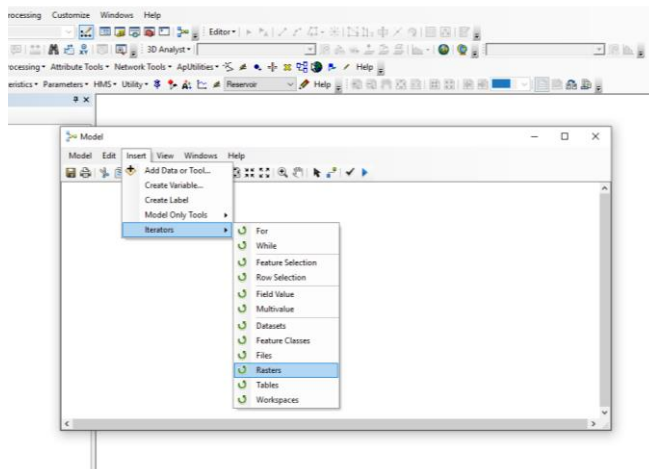 rocessing Customize Windows Help
Editor
3D Analyst
ocessing Attribute Tools Network Tools ApUtilities Help
eristics Parameters HMS Utility Reservoir Help
Model
Model Edit Insert View Windows Help
Add Data or Tool...
Create Variable...
Create Label
Model Only Tools
Iterators
For
While
Feature Selection
Row Selection
Field Value
Multivalue
Datasets
Feature Classes
Files
Rasters
Tables
Workspaces